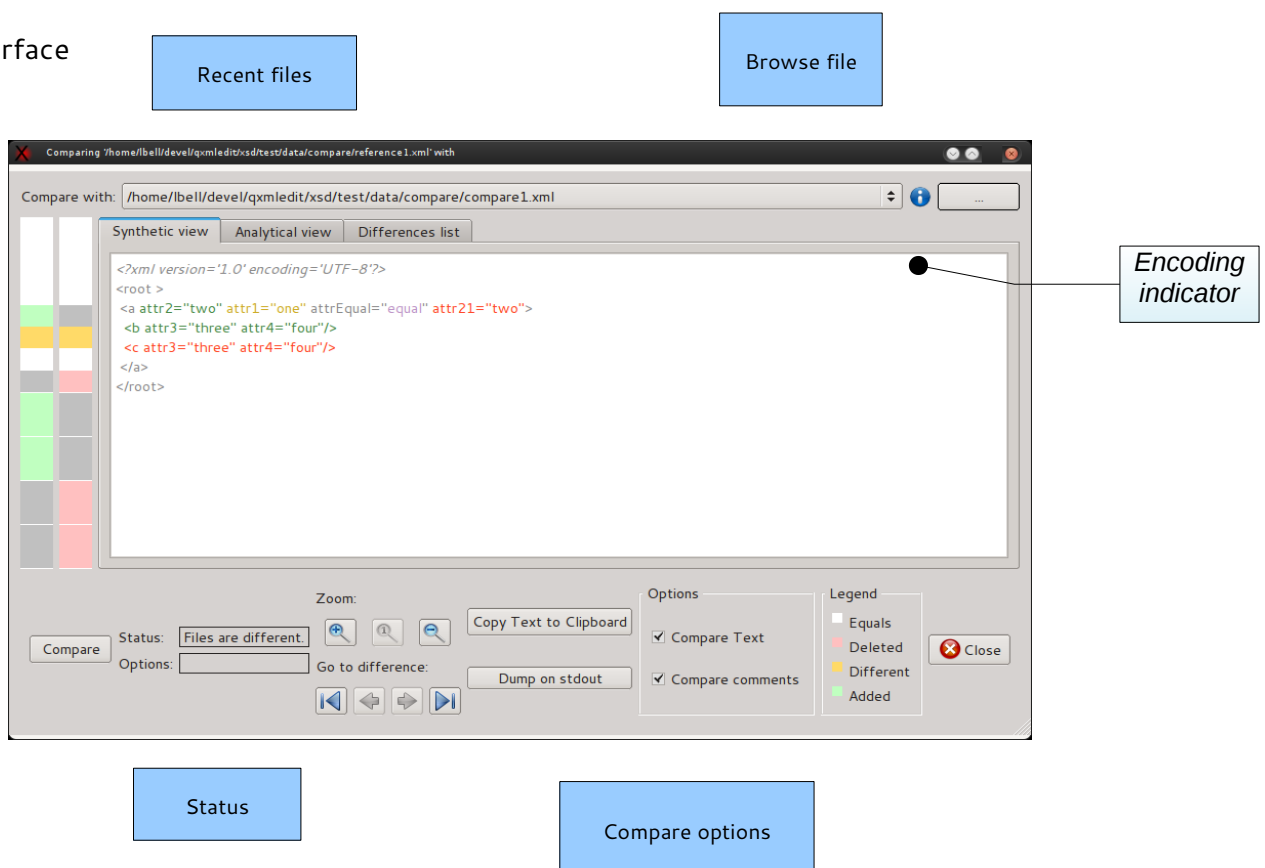 rface
Recent files
Browse file
Comparing '/home/lbell/devel/qxmledit/xsd/test/data/compare/reference1.xml' with
Compare with: /home/lbell/devel/qxmledit/xsd/test/data/compare/compare1.xml ...
Synthetic view Analytical view Differences list
<?xml version='1.0' encoding='UTF-8'?>
<root >
<a attr2="two" attr1="one" attrEqual="equal" attr21="two">
<b attr3="three" attr4="four"/>
<c attr3="three" attr4="four"/>
</a>
</root>
Encoding
indicator
Compare
Status: Files are different.
Options:
Zoom:
Go to difference:
Copy Text to Clipboard
Dump on stdout
Options
Compare Text
Compare comments
Legend
Equals
Deleted
Different
Added
Close
Status
Compare options